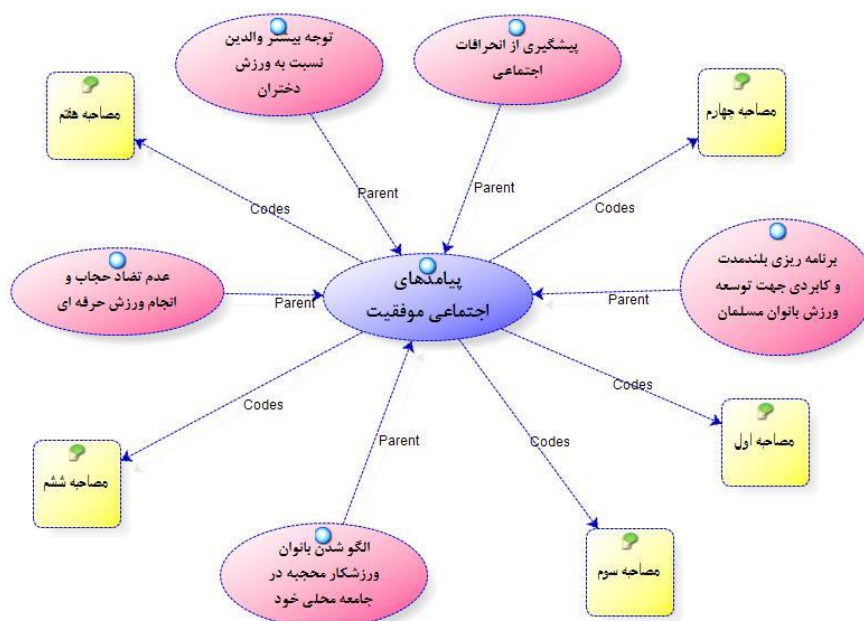 توجه بیشتر والدین
نسبت به ورزش
دختران
پیشگیری از انحرافات
اجتماعی
مصاحبه هفتم
مصاحبه چهارم
Parent
Parent
Codes
Codes
عدم تضاد حجاب و
انجام ورزش حرفه ای
Parent
پیامدهای
اجتماعی موفقیت
Parent
برنامه ریزی بلندمدت
و کابردی جهت توسعه
ورزش بانوان مسلمان
Codes
Codes
Parent
Codes
مصاحبه اول
مصاحبه ششم
مصاحبه سوم
الگو شدن بانوان
ورزشکار محجبه در
جامعه محلی خود